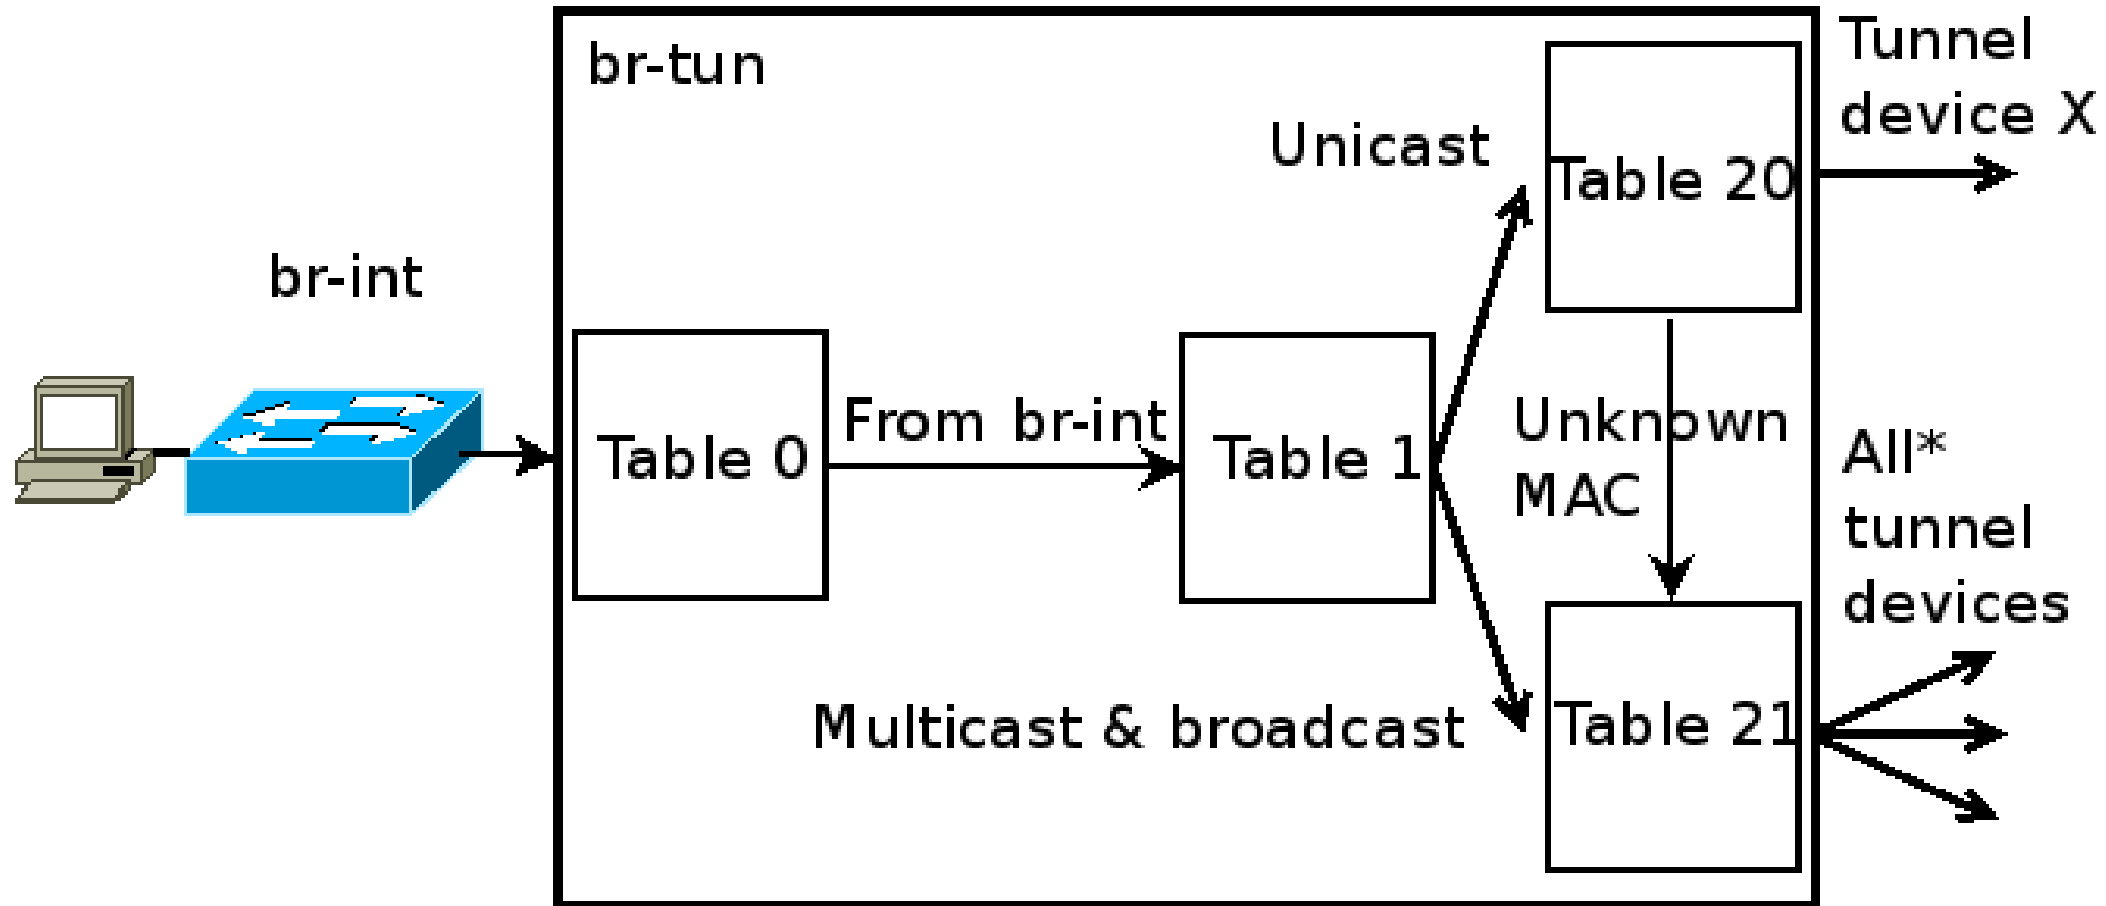 br-tun
Tunnel
device X
Unicast
Table 20
br-int
From br-int
Table 0
Table 1
Unknown
MAC
All*
tunnel
devices
Multicast & broadcast
Table 21